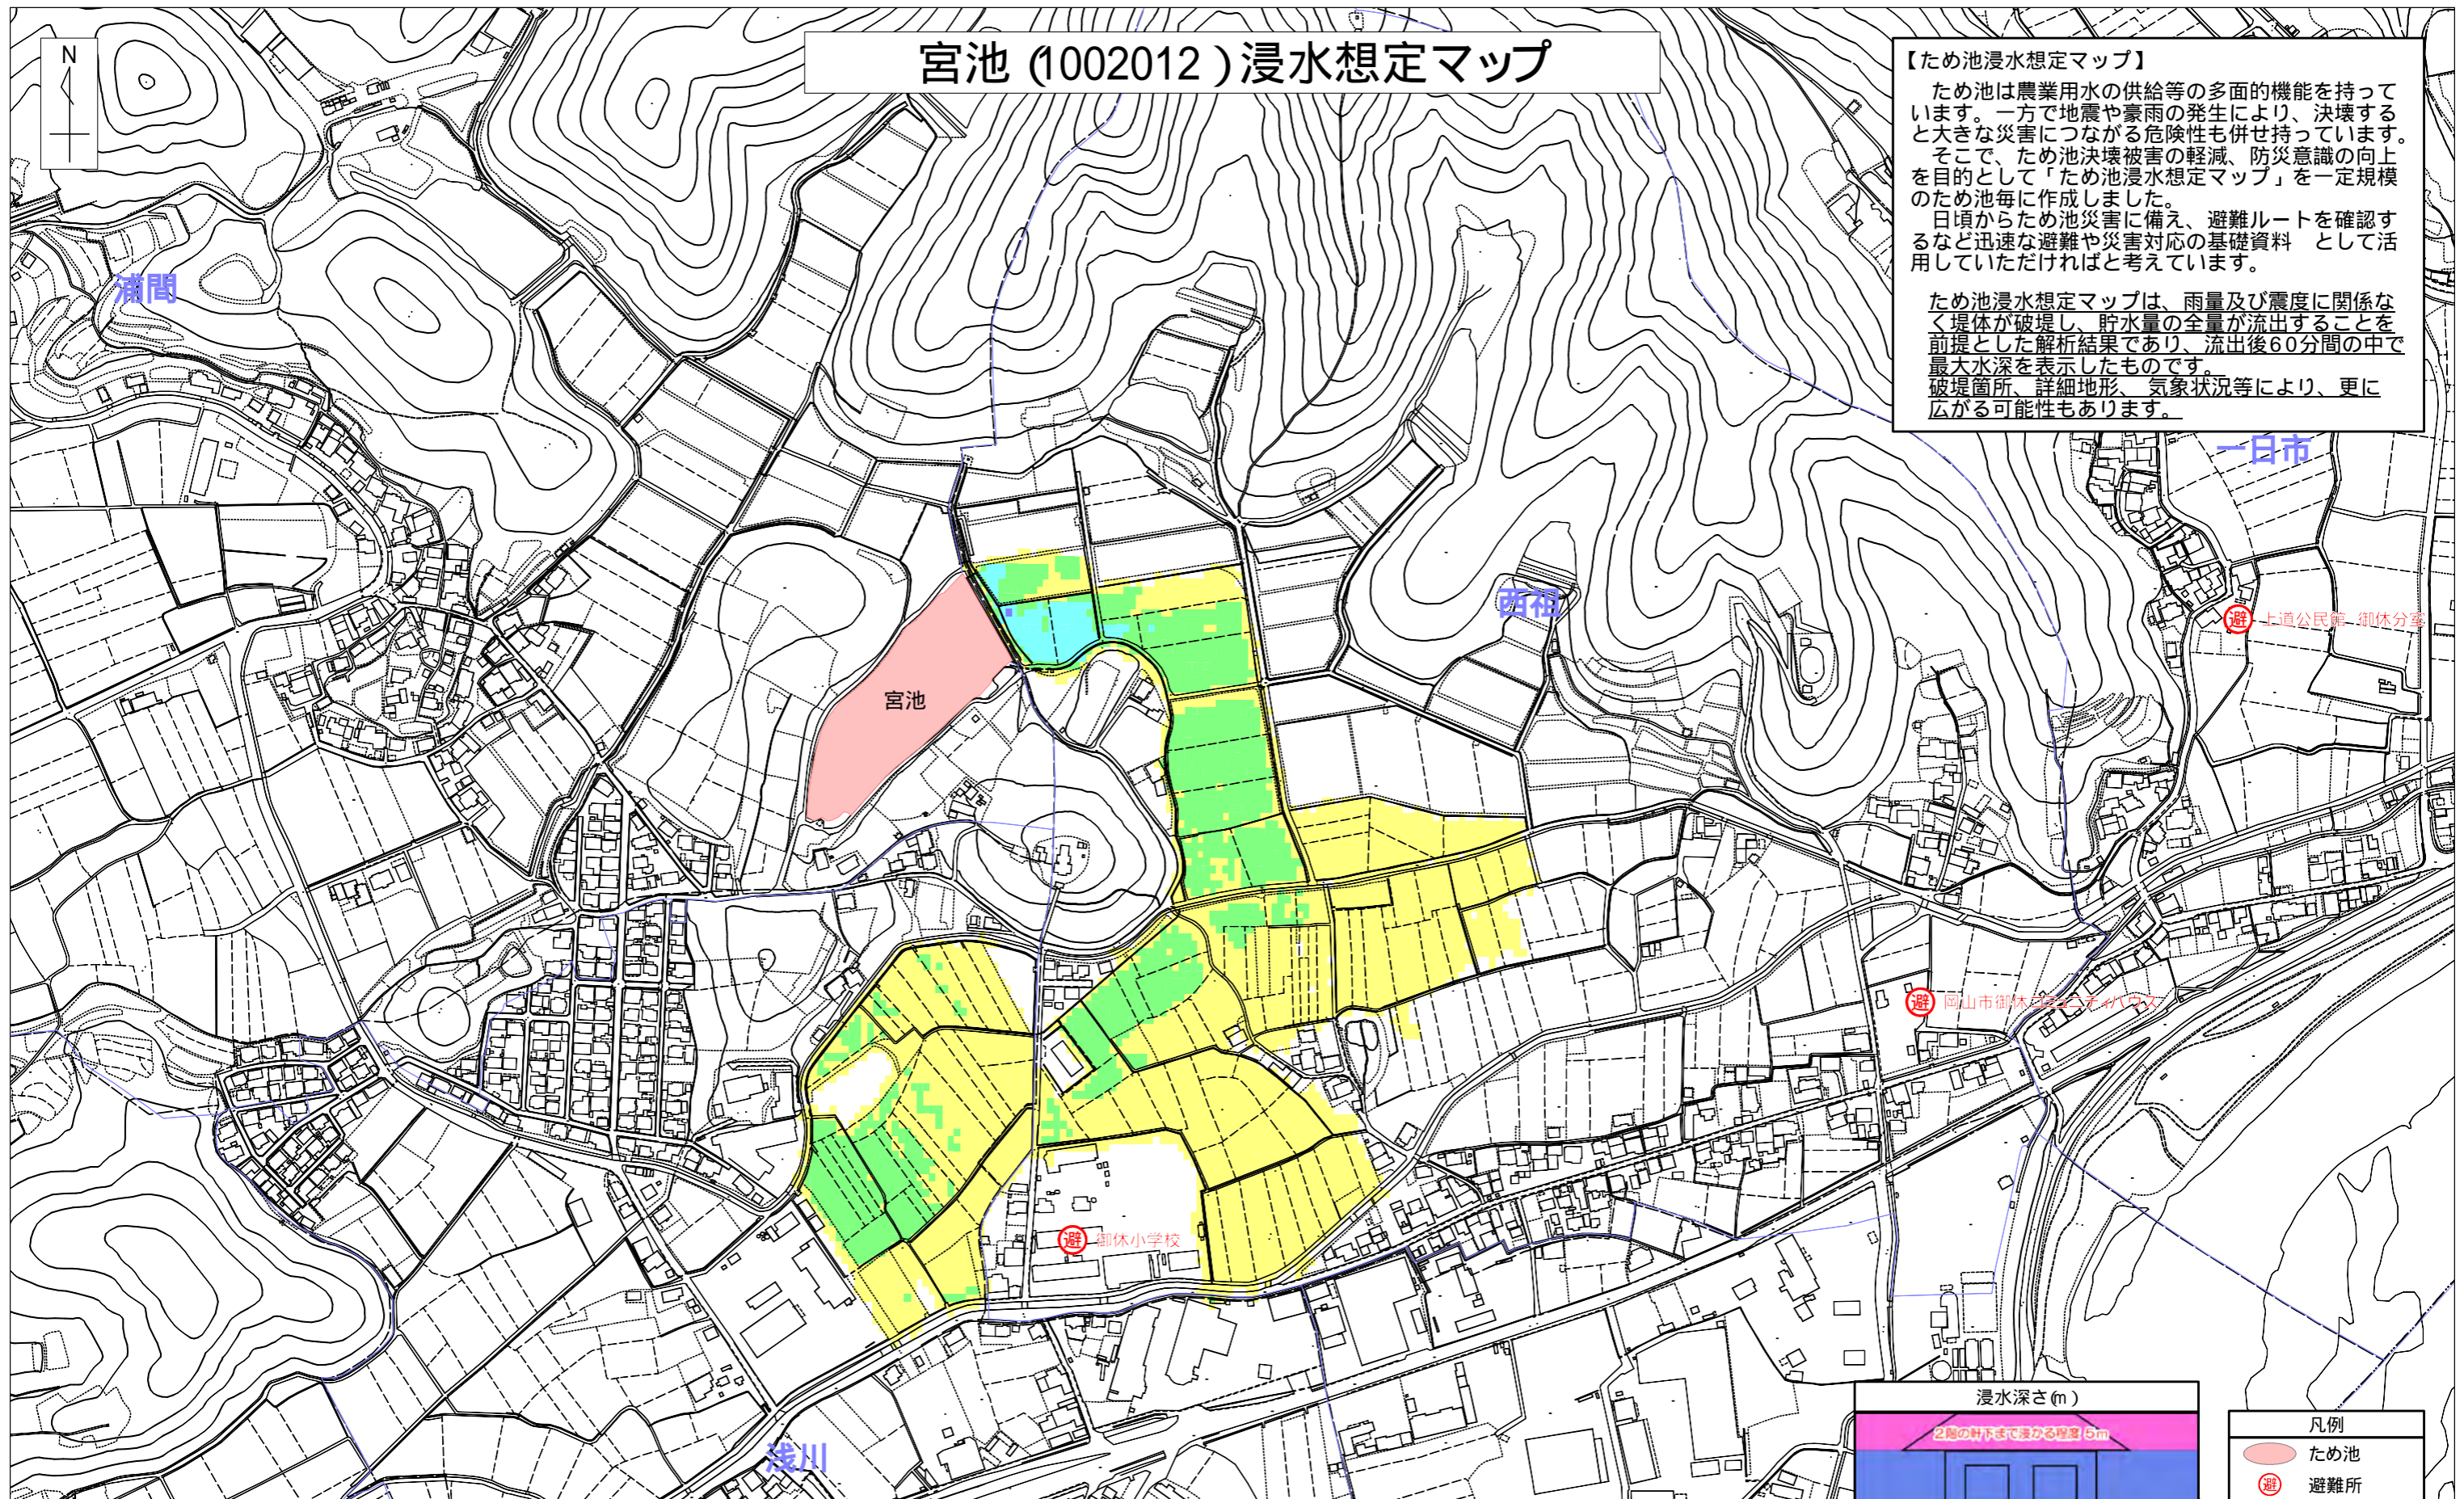 N
宮池 (1002012) 浸水想定マップ
【ため池浸水想定マップ】
ため池は農業用水の供給等の多面的機能を持って
います。一方で地震や豪雨の発生により、決壊する
と大きな災害につながる危険性も併せ持っています。
そこで、ため池決壊被害の軽減、防災意識の向上
を目的として「ため池浸水想定マップ」を一定規模
のため池毎に作成しました。
日頃からため池災害に備え、避難ルートを確認す
るなど迅速な避難や災害対応の基礎資料　として活
用していただければと考えています。
ため池浸水想定マップは、雨量及び震度に関係な
く堤体が破堤し、貯水量の全量が流出することを
前提とした解析結果であり、流出後60分間の中で
最大水深を表示したものです。
破堤箇所、詳細地形、気象状況等により、更に
広がる可能性もあります。
浦間
一日市
西祖
避 上道公民館 御休分室
宮池
避 岡山市御休コミュニティハウス
避 御休小学校
浅川
浸水深さ(m)
2階の軒下まで浸かる程度 5m
凡例
ため池
避 避難所